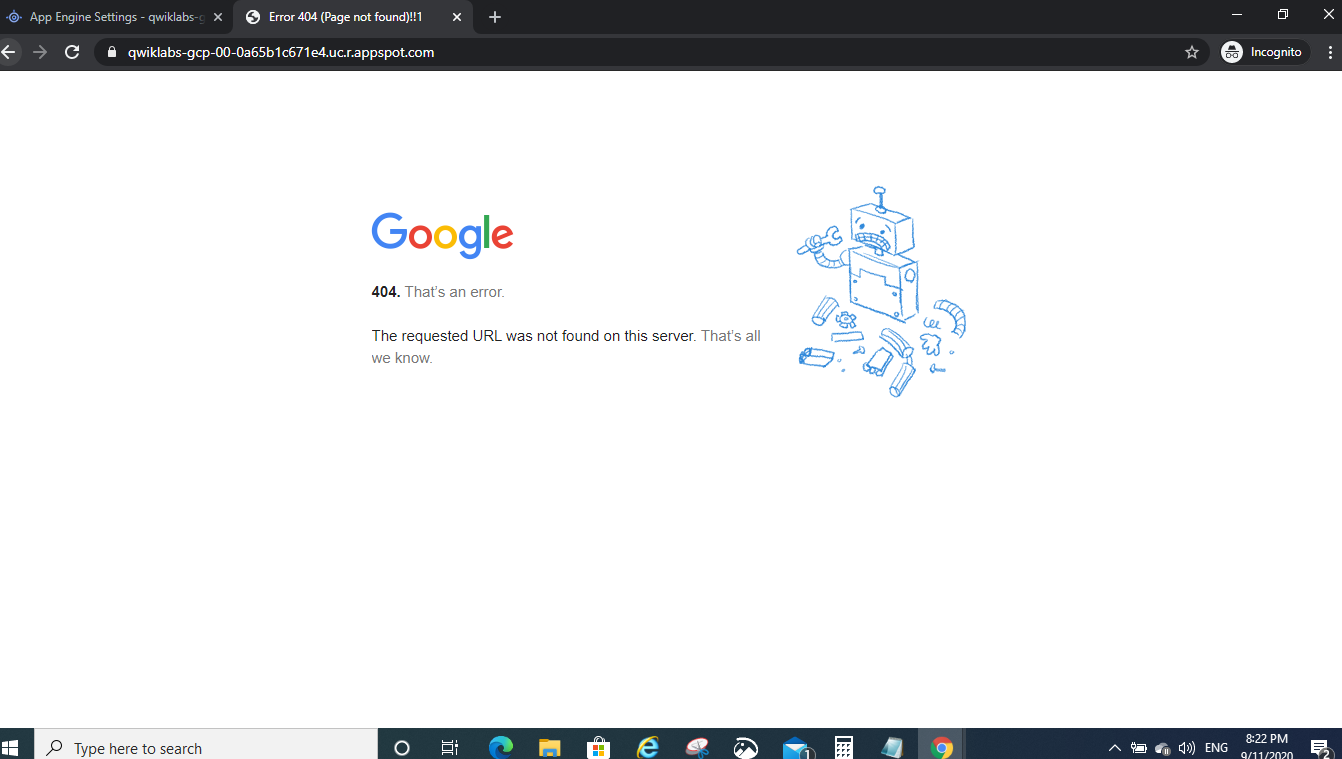 App Engine Settings - qwiklabs-g
Error 404 (Page not found)!!1
qwiklabs-gcp-00-0a65b1c671e4.uc.r.appspot.com
Incognito
Google
404. That's an error.
The requested URL was not found on this server. That's all
we know.
Type here to search
1
ENG
8:22 PM
9/11/2020
2